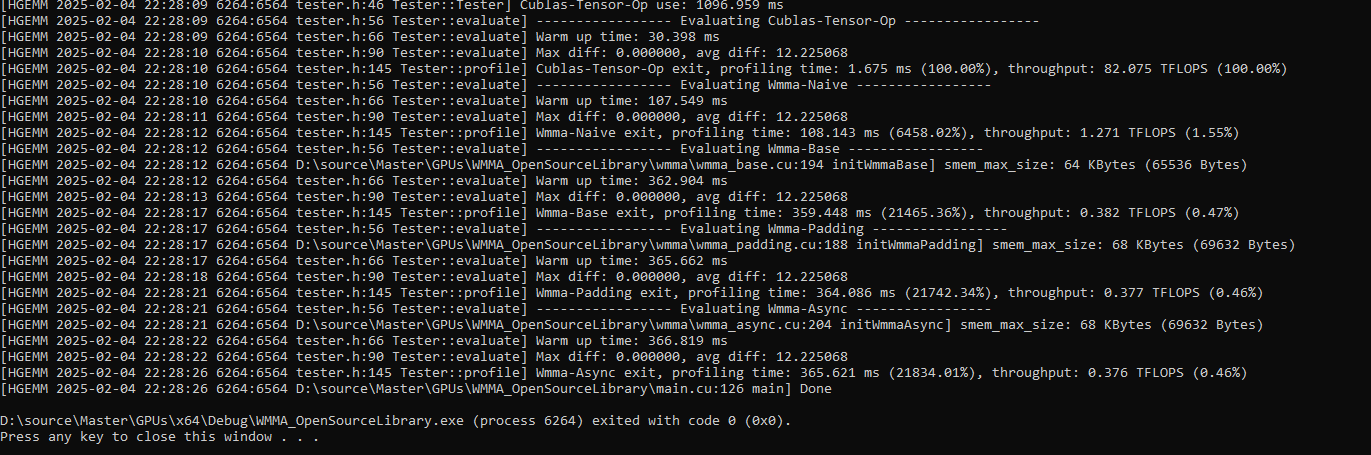 [HGEMM 2025-02-04 22:28:09 6264:6564 tester.h:46 Tester::Tester] Cublas-Tensor-Op use: 1096.959 ms
[HGEMM 2025-02-04 22:28:09 6264:6564 tester.h:56 Tester::evaluate] ----------------- Evaluating Cublas-Tensor-Op -----------------
[HGEMM 2025-02-04 22:28:09 6264:6564 tester.h:66 Tester::evaluate] Warm up time: 30.398 ms
[HGEMM 2025-02-04 22:28:10 6264:6564 tester.h:90 Tester::evaluate] Max diff: 0.000000, avg diff: 12.225068
[HGEMM 2025-02-04 22:28:10 6264:6564 tester.h:145 Tester::profile] Cublas-Tensor-Op exit, profiling time: 1.675 ms (100.00%), throughput: 82.075 TFLOPS (100.00%)
[HGEMM 2025-02-04 22:28:10 6264:6564 tester.h:56 Tester::evaluate] ----------------- Evaluating Wmma-Naive -----------------
[HGEMM 2025-02-04 22:28:10 6264:6564 tester.h:66 Tester::evaluate] Warm up time: 107.549 ms
[HGEMM 2025-02-04 22:28:11 6264:6564 tester.h:90 Tester::evaluate] Max diff: 0.000000, avg diff: 12.225068
[HGEMM 2025-02-04 22:28:12 6264:6564 tester.h:145 Tester::profile] Wmma-Naive exit, profiling time: 108.143 ms (6458.02%), throughput: 1.271 TFLOPS (1.55%)
[HGEMM 2025-02-04 22:28:12 6264:6564 tester.h:56 Tester::evaluate] ----------------- Evaluating Wmma-Base -----------------
[HGEMM 2025-02-04 22:28:12 6264:6564 D:\source\Master\GPUs\WMMA_OpenSourceLibrary\wmma\wmma_base.cu:194 initWmmaBase] smem_max_size: 64 KBytes (65536 Bytes)
[HGEMM 2025-02-04 22:28:12 6264:6564 tester.h:66 Tester::evaluate] Warm up time: 362.904 ms
[HGEMM 2025-02-04 22:28:13 6264:6564 tester.h:90 Tester::evaluate] Max diff: 0.000000, avg diff: 12.225068
[HGEMM 2025-02-04 22:28:17 6264:6564 tester.h:145 Tester::profile] Wmma-Base exit, profiling time: 359.448 ms (21465.36%), throughput: 0.382 TFLOPS (0.47%)
[HGEMM 2025-02-04 22:28:17 6264:6564 tester.h:56 Tester::evaluate] ----------------- Evaluating Wmma-Padding -----------------
[HGEMM 2025-02-04 22:28:17 6264:6564 D:\source\Master\GPUs\WMMA_OpenSourceLibrary\wmma\wmma_padding.cu:188 initWmmaPadding] smem_max_size: 68 KBytes (69632 Bytes)
[HGEMM 2025-02-04 22:28:17 6264:6564 tester.h:66 Tester::evaluate] Warm up time: 365.662 ms
[HGEMM 2025-02-04 22:28:18 6264:6564 tester.h:90 Tester::evaluate] Max diff: 0.000000, avg diff: 12.225068
[HGEMM 2025-02-04 22:28:21 6264:6564 tester.h:145 Tester::profile] Wmma-Padding exit, profiling time: 364.086 ms (21742.34%), throughput: 0.377 TFLOPS (0.46%)
[HGEMM 2025-02-04 22:28:21 6264:6564 tester.h:56 Tester::evaluate] ----------------- Evaluating Wmma-Async -----------------
[HGEMM 2025-02-04 22:28:21 6264:6564 D:\source\Master\GPUs\WMMA_OpenSourceLibrary\wmma\wmma_async.cu:204 initWmmaAsync] smem_max_size: 68 KBytes (69632 Bytes)
[HGEMM 2025-02-04 22:28:22 6264:6564 tester.h:66 Tester::evaluate] Warm up time: 366.819 ms
[HGEMM 2025-02-04 22:28:22 6264:6564 tester.h:90 Tester::evaluate] Max diff: 0.000000, avg diff: 12.225068
[HGEMM 2025-02-04 22:28:26 6264:6564 tester.h:145 Tester::profile] Wmma-Async exit, profiling time: 365.621 ms (21834.01%), throughput: 0.376 TFLOPS (0.46%)
[HGEMM 2025-02-04 22:28:26 6264:6564 D:\source\Master\GPUs\WMMA_OpenSourceLibrary\main.cu:126 main] Done
D:\source\Master\GPUs\x64\Debug\WMMA_OpenSourceLibrary.exe (process 6264) exited with code 0 (0x0).
Press any key to close this window . . .